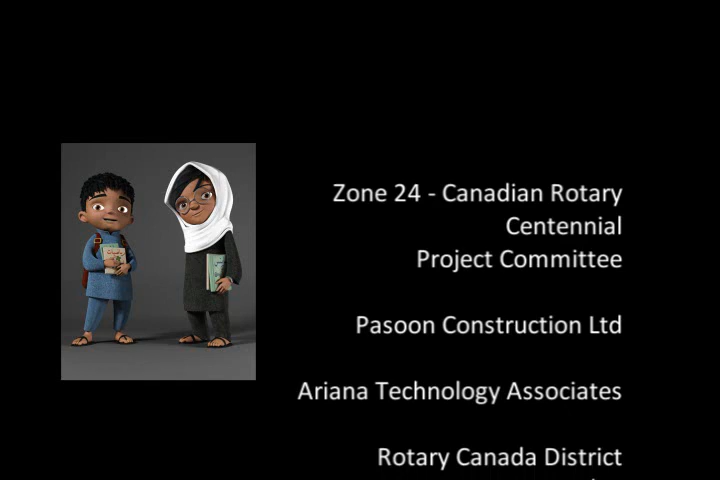 Zone 24 - Canadian Rotary
Centennial
Project Committee
Pasoon Construction Ltd
Ariana Technology Associates
Rotary Canada District